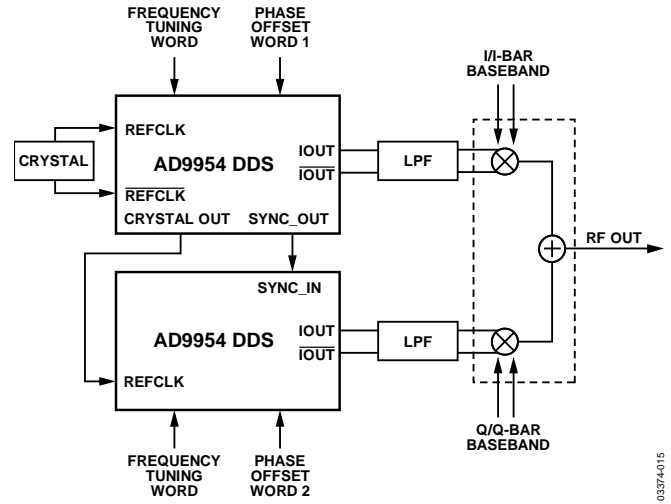 FREQUENCY
TUNING
WORD
PHASE
OFFSET
WORD 1
I/I-BAR
BASEBAND
REFCLK
CRYSTAL
AD9954 DDS
IOUT
IOUT
LPF
REFCLK
CRYSTAL OUT
SYNC_OUT
RF OUT
SYNC_IN
AD9954 DDS
IOUT
IOUT
LPF
REFCLK
Q/Q-BAR
BASEBAND
FREQUENCY
TUNING
WORD
PHASE
OFFSET
WORD 2
03374-015